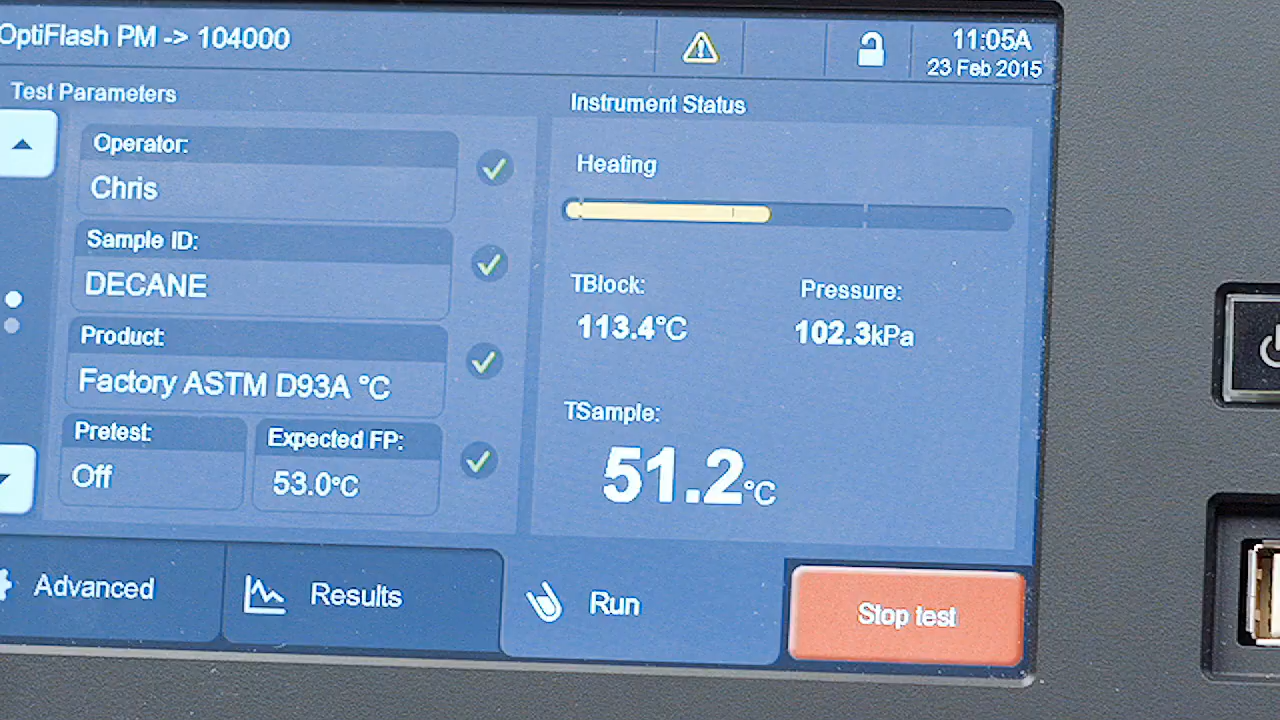 OptiFlash PM -> 104000
11:05A
23 Feb 2015
Test Parameters
Operator:
Chris
Sample ID:
DECANE
Product:
Factory ASTM D93A °C
Pretest:
Off
Expected FP:
53.0°C
Instrument Status
Heating
TBlock:
113.4°C
Pressure:
102.3kPa
TSample:
51.2°C
Advanced
Results
Run
Stop test